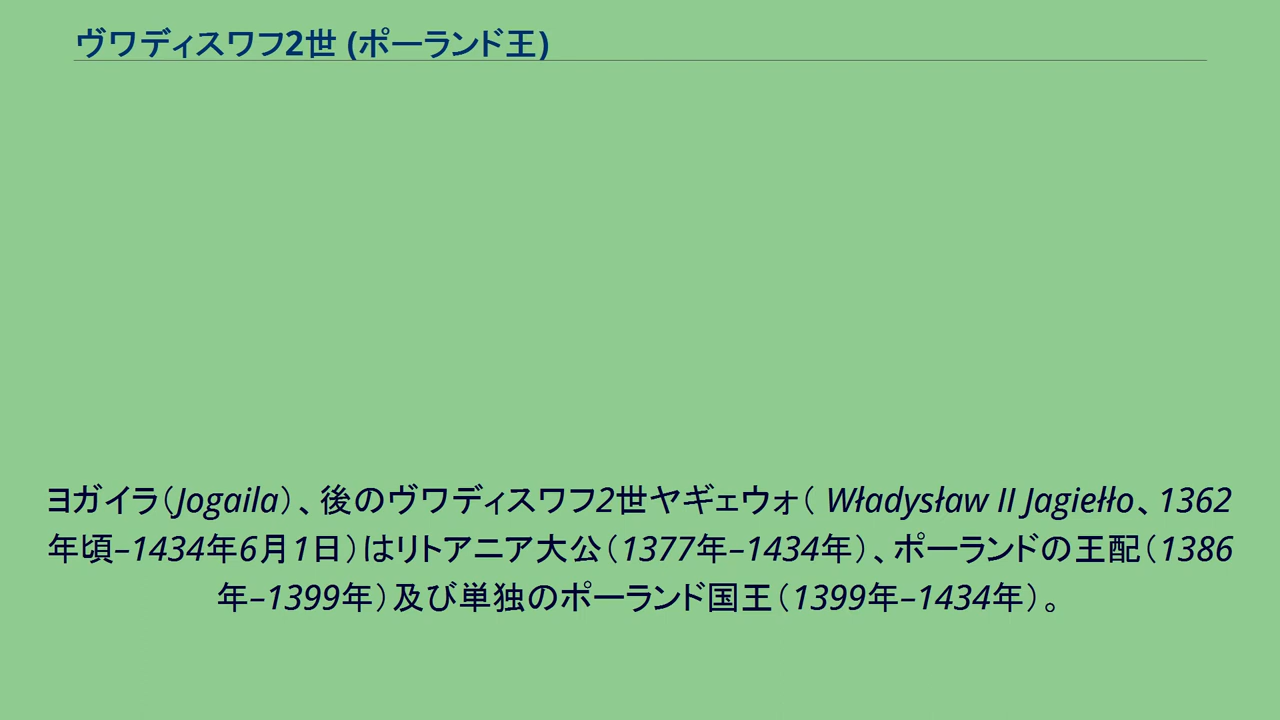 ヴワディスワフ2世 (ポーランド王)
ヨガイラ（Jogaila）、後のヴワディスワフ2世ヤギェウォ（ Władysław II Jagiełło、1362
年頃–1434年6月1日）はリトアニア大公（1377年–1434年）、ポーランドの王配（1386
年–1399年）及び単独のポーランド国王（1399年–1434年）。